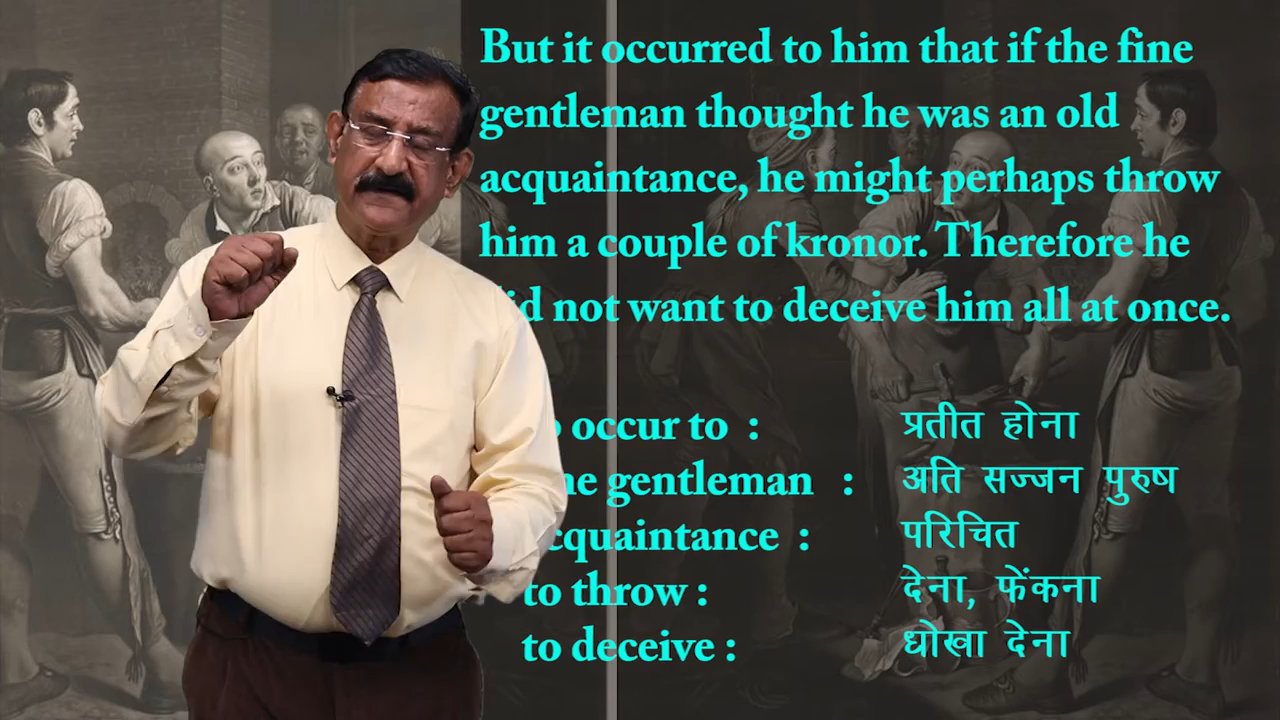 But it occurred to him that if the fine
gentleman thought he was an old
acquaintance, he might perhaps throw
him a couple of kronor. Therefore he
not want to deceive him all at once.
occur to : प्रतीत होना
gentleman : अति सज्जन पुरुष
: परिचित
to throw : देना, फेंकना
to deceive : धोखा देना